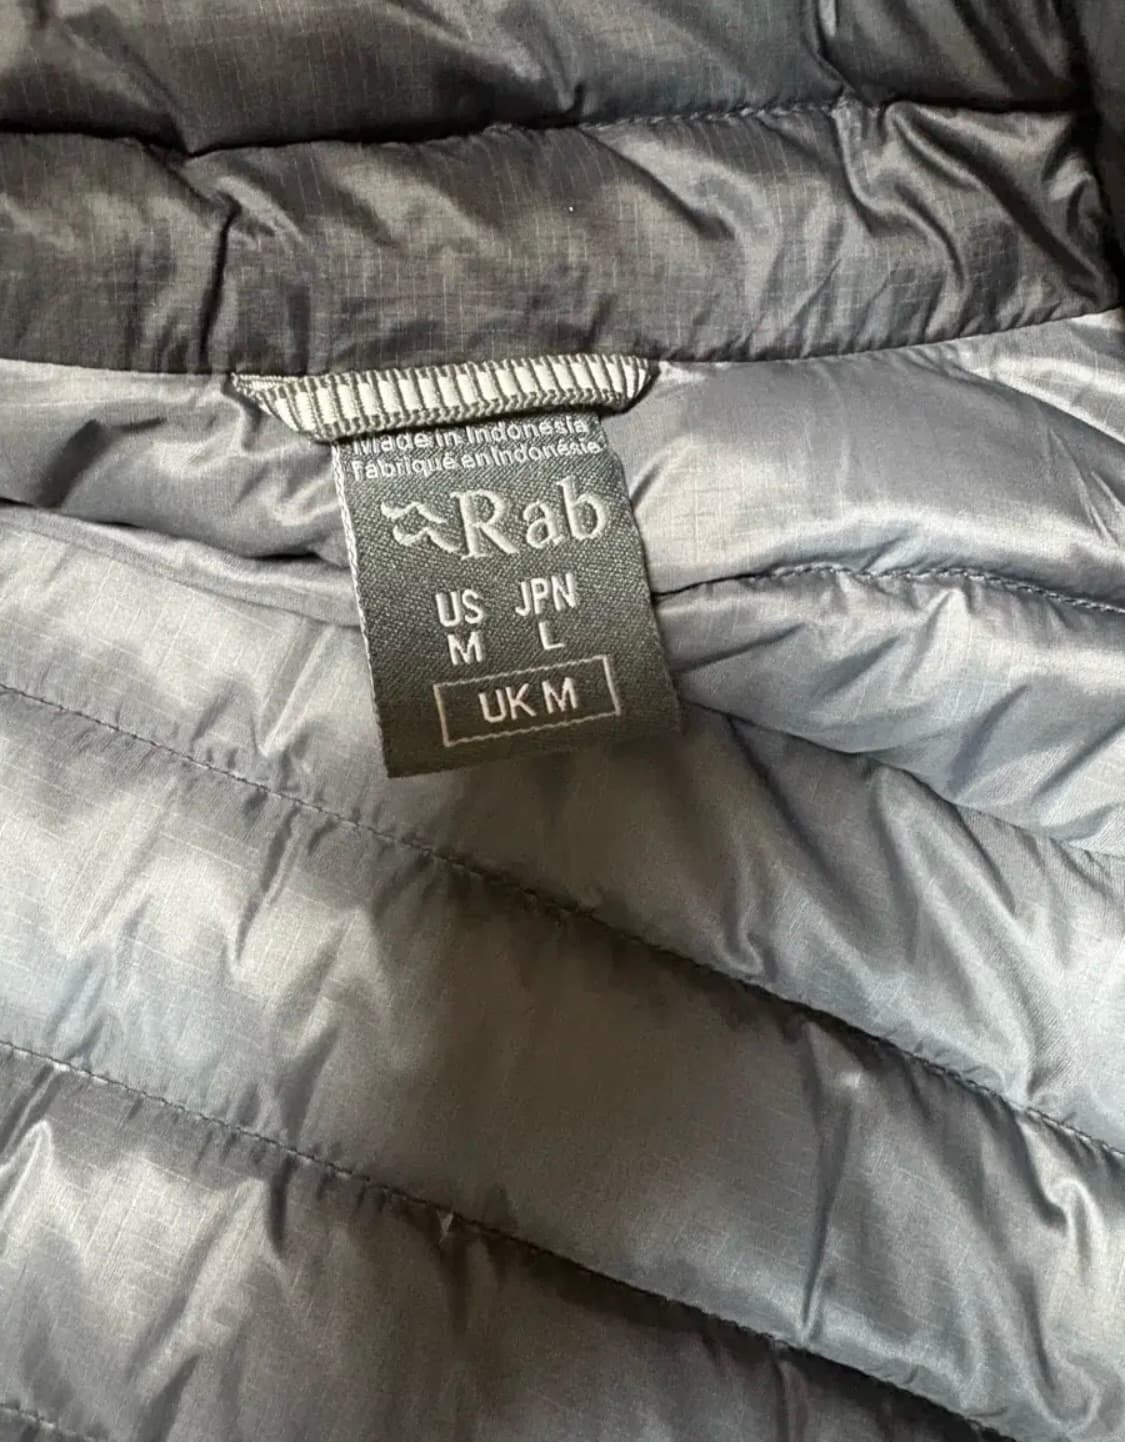 Made in Indonesia
Fabriqué en Indonésie
Rab
US JPN
M L
UK M